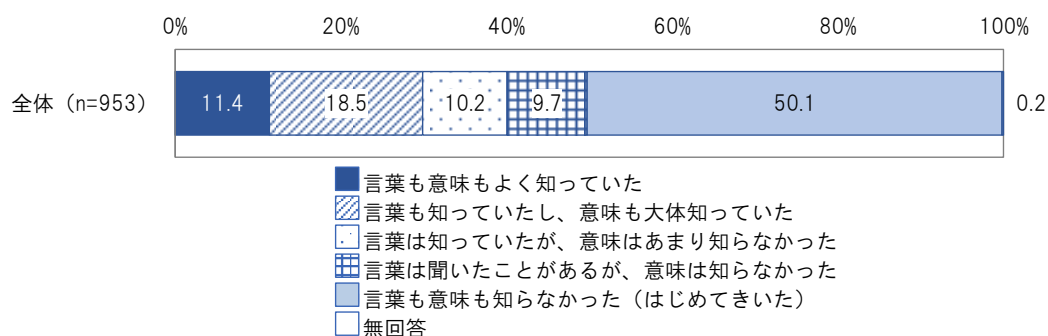 0% 20% 40% 60% 80% 100%
全体（n=953） 11.4 18.5 10.2 9.7 50.1 0.2
言葉も意味もよく知っていた
言葉も知っていたし、意味も大体知っていた
言葉は知っていたが、意味はあまり知らなかった
言葉は聞いたことがあるが、意味は知らなかった
言葉も意味も知らなかった（はじめてきいた）
無回答